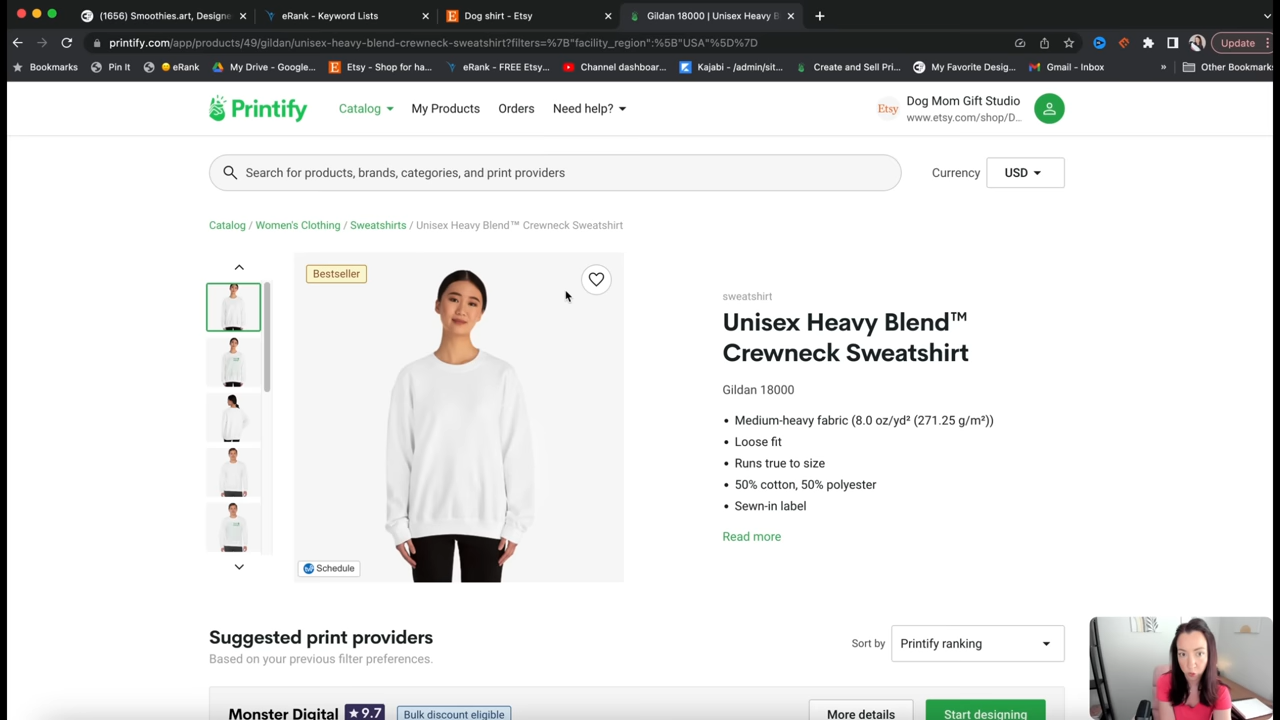 (1656) Smoothies.art, Designe
eRank - Keyword Lists
Dog shirt - Etsy
Gildan 18000 | Unisex Heavy B
printify.com/app/products/49/gildan/unisex-heavy-blend-crewneck-sweatshirt?filters=%7B"facility_region":%5B"USA"%5D%7D
Update
Bookmarks
Pin It
eRank
My Drive - Google...
Etsy - Shop for ha...
eRank - FREE Etsy...
Channel dashboar...
Kajabi - /admin/sit...
Create and Sell Pri...
My Favorite Desig...
Gmail - Inbox
»
Other Bookmarks
Printify
Catalog
My Products
Orders
Need help?
Etsy
Dog Mom Gift Studio
www.etsy.com/shop/D...
Search for products, brands, categories, and print providers
Currency
USD
Catalog / Women's Clothing / Sweatshirts / Unisex Heavy Blend™ Crewneck Sweatshirt
Bestseller
Schedule
sweatshirt
Unisex Heavy Blend™
Crewneck Sweatshirt
Gildan 18000
• Medium-heavy fabric (8.0 oz/yd² (271.25 g/m²))
• Loose fit
• Runs true to size
• 50% cotton, 50% polyester
• Sewn-in label
Read more
Suggested print providers
Based on your previous filter preferences.
Sort by
Printify ranking
Monster Digital
★9.7
Bulk discount eligible
More details
Start designing